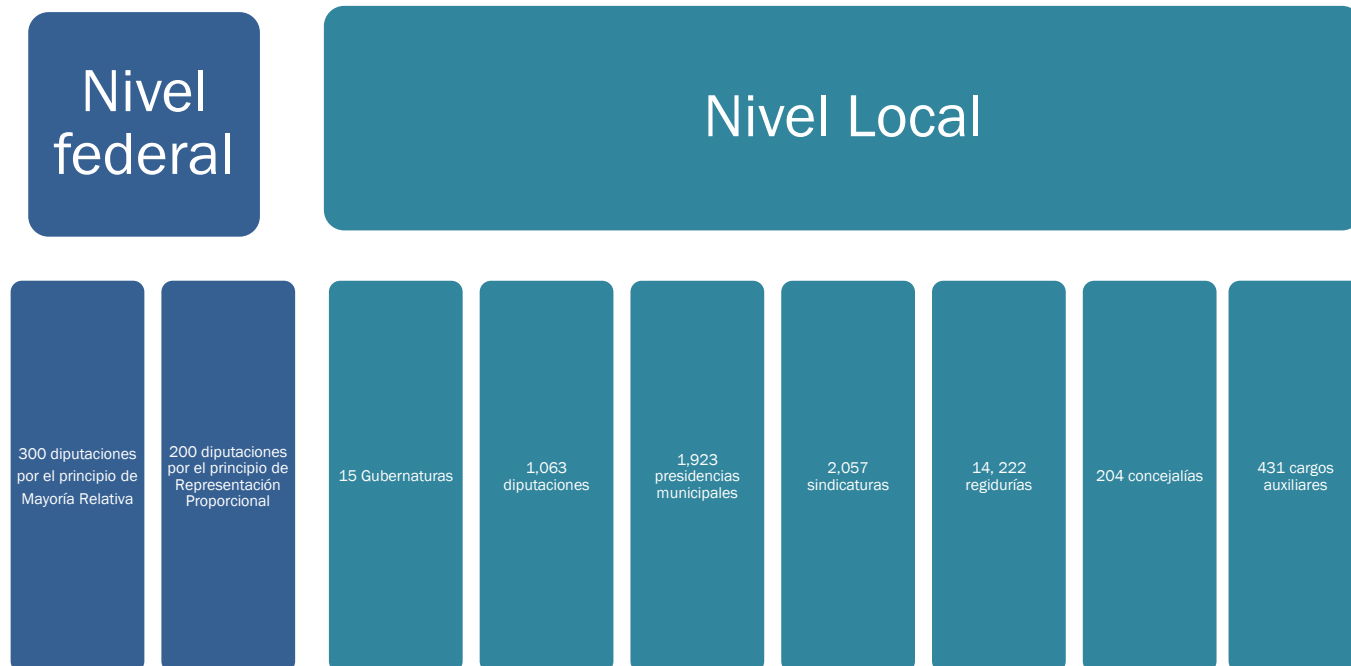 Nivel
federal
Nivel Local
300 diputaciones
por el principio de
Mayoría Relativa
200 diputaciones
por el principio de
Representación
Proporcional
15 Gubernaturas
1,063
diputaciones
1,923
presidencias
municipales
2,057
sindicaturas
14, 222
regidurías
204 concejalías
431 cargos
auxiliares